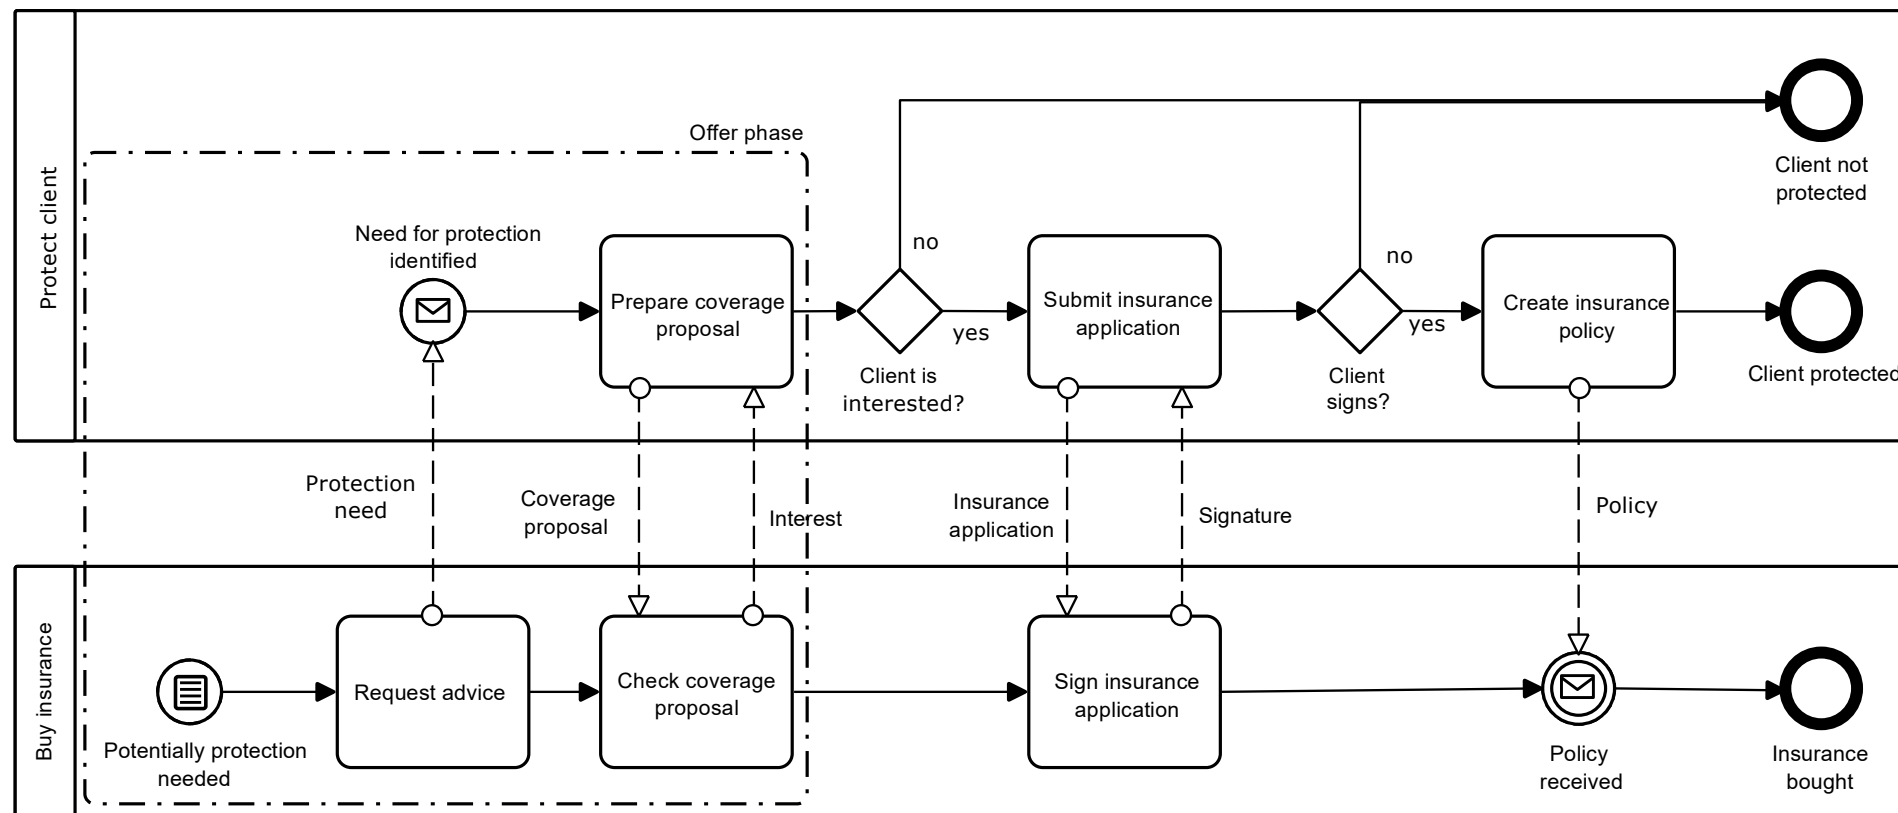 Protect client
Offer phase
Client not
protected
Need for protection
identified
Prepare coverage
proposal
no
yes
Client is
interested?
Submit insurance
application
no
yes
Client
signs?
Create insurance
policy
Client protected
Protection
need
Coverage
proposal
Interest
Insurance
application
Signature
Policy
Buy insurance
Potentially protection
needed
Request advice
Check coverage
proposal
Sign insurance
application
Policy
received
Insurance
bought